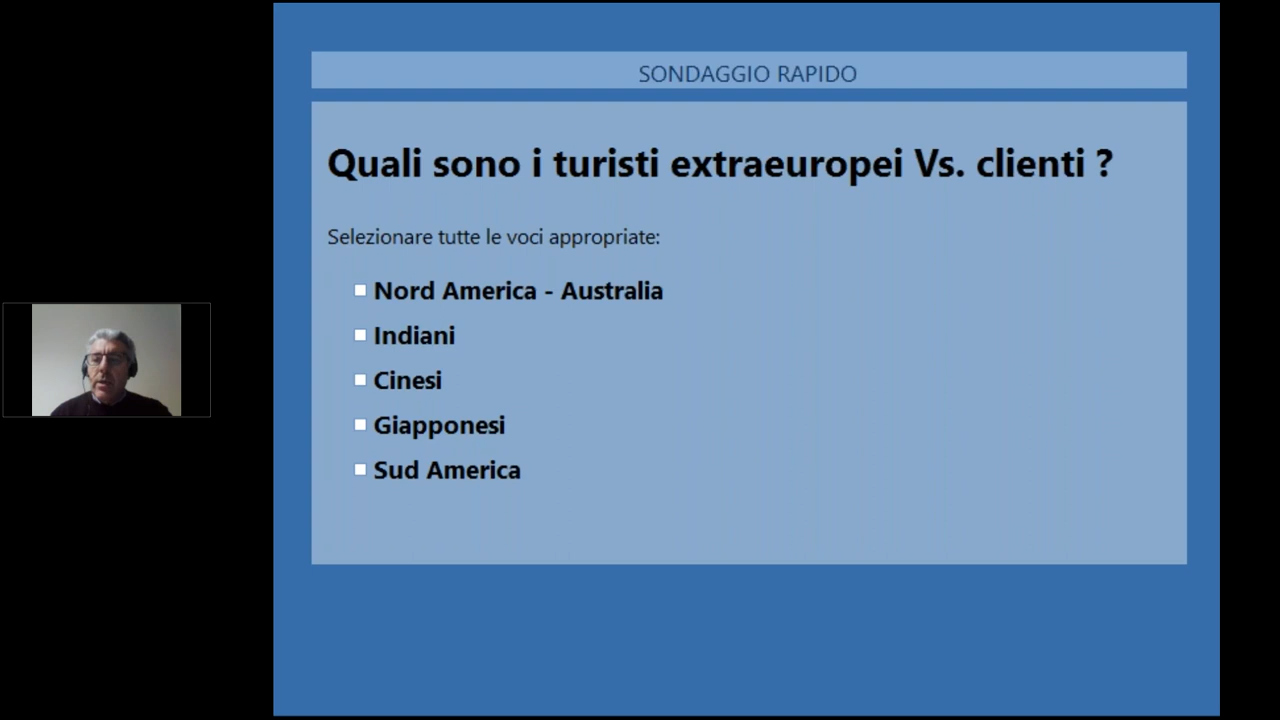 SONDAGGIO RAPIDO
Quali sono i turisti extraeuropei Vs. clienti ?
Selezionare tutte le voci appropriate:
Nord America - Australia
Indiani
Cinesi
Giapponesi
Sud America